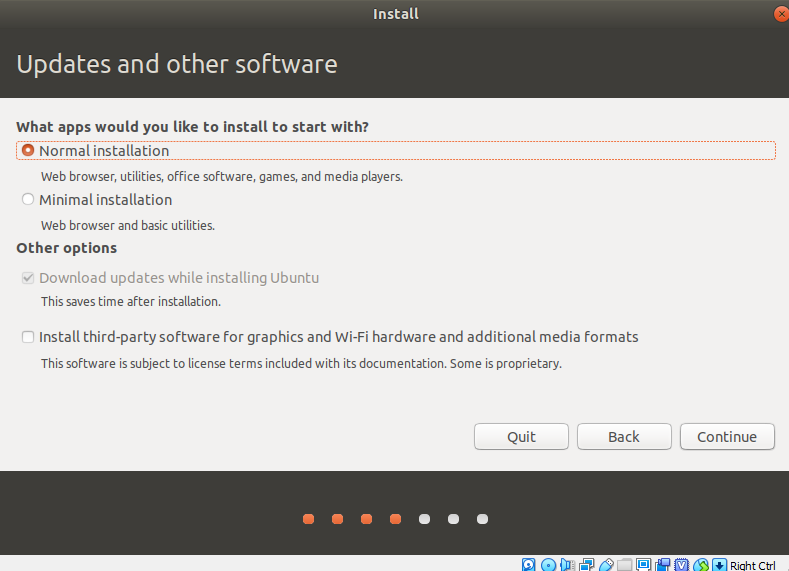 Install
Updates and other software
What apps would you like to install to start with?
Normal installation
Web browser, utilities, office software, games, and media players.
Minimal installation
Web browser and basic utilities.
Other options
Download updates while installing Ubuntu
This saves time after installation.
Install third-party software for graphics and Wi-Fi hardware and additional media formats
This software is subject to license terms included with its documentation. Some is proprietary.
Quit Back Continue
Right Ctrl